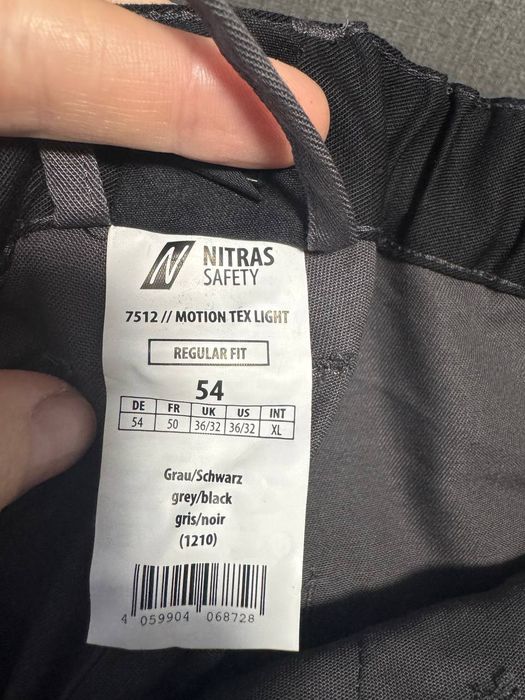 NITRAS
SAFETY
7512 // MOTION TEX LIGHT
REGULAR FIT
54
DE FR UK US INT
54 50 36/32 36/32 XL
Grau/Schwarz
grey/black
gris/noir
(1210)
4 059904 068728